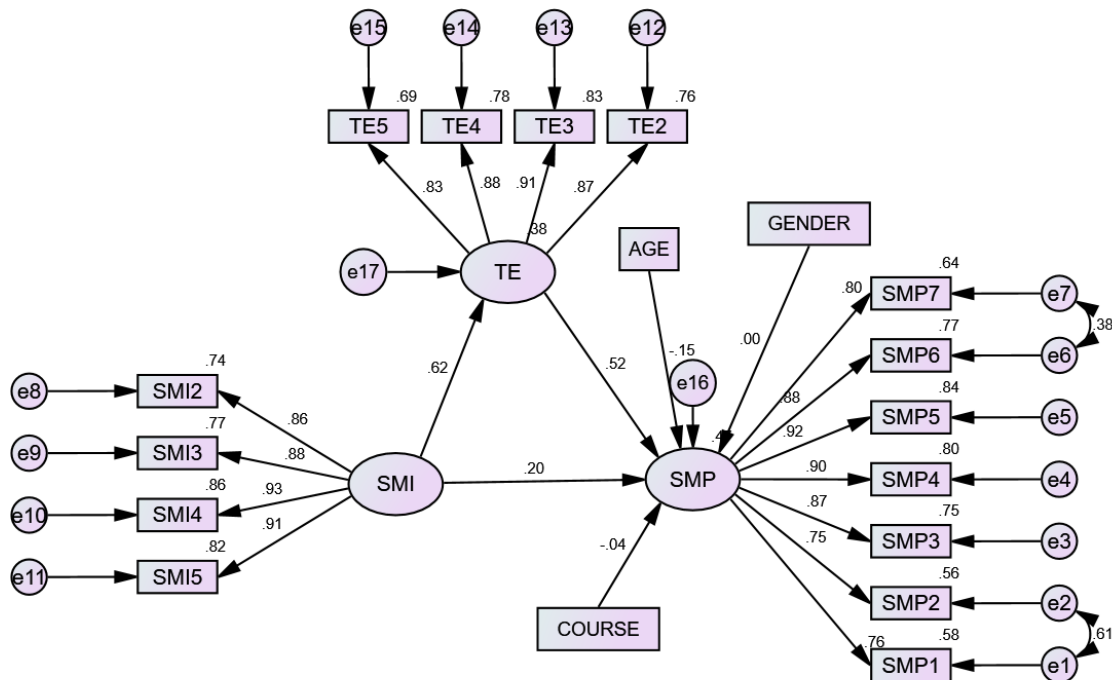 e15
e14
e13
e12
.69
.78
.83
.76
TE5
TE4
TE3
TE2
.83
.88
.91
.87
.38
TE
e17
AGE
GENDER
.64
.80
SMP7
e7
.38
.77
SMP6
e6
.00
-.15
e16
.88
.84
SMP5
e5
.92
.52
.62
.74
e8
SMI2
.86
.77
e9
SMI3
.88
.86
e10
SMI4
.93
.82
e11
SMI5
.91
SMI
.20
SMP
.80
.90
SMP4
e4
.75
.87
SMP3
e3
.56
.75
SMP2
e2
.61
.58
.76
SMP1
e1
-.04
COURSE